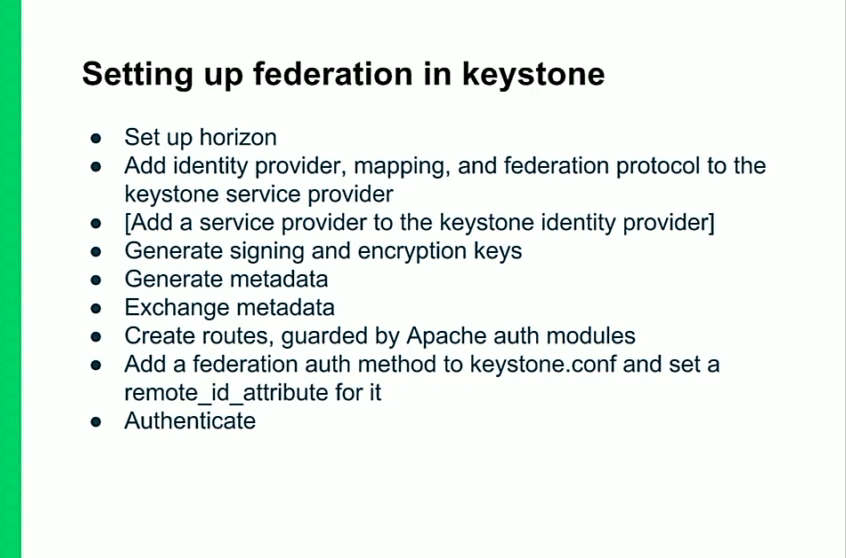 Setting up federation in keystone
● Set up horizon
● Add identity provider, mapping, and federation protocol to the
keystone service provider
● [Add a service provider to the keystone identity provider]
● Generate signing and encryption keys
● Generate metadata
● Exchange metadata
● Create routes, guarded by Apache auth modules
● Add a federation auth method to keystone.conf and set a
remote_id_attribute for it
● Authenticate